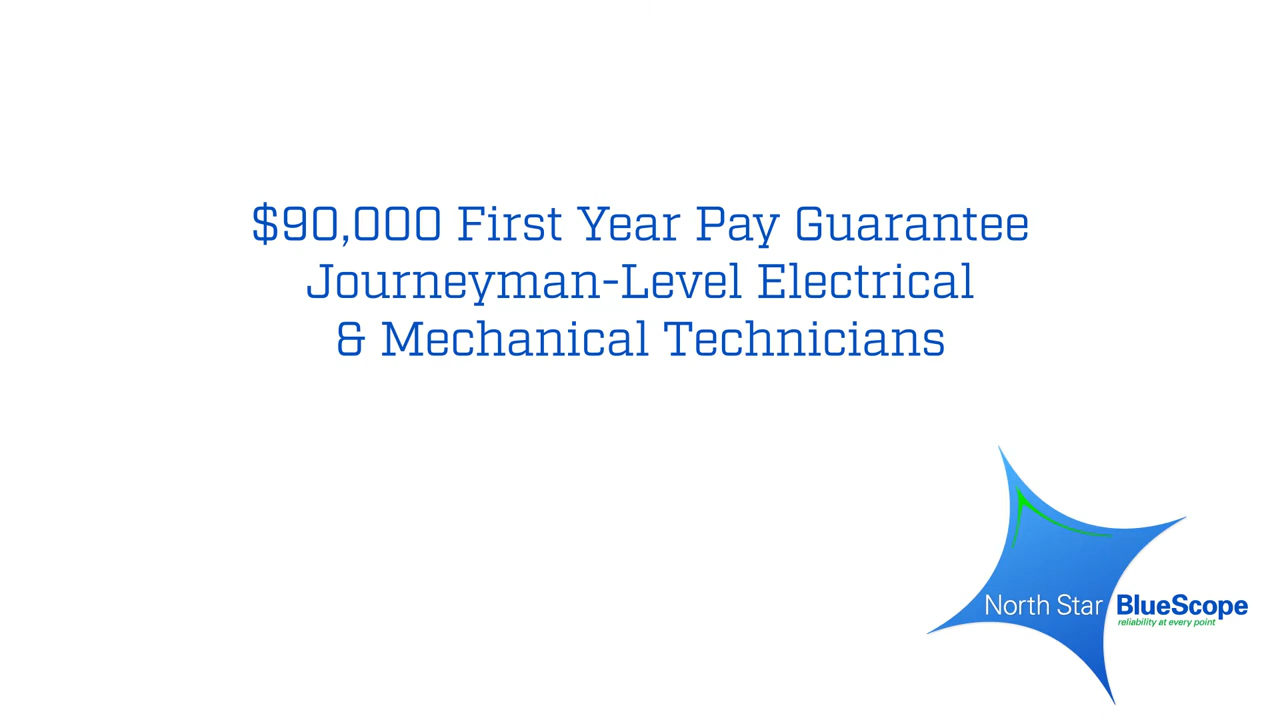 $90,000 First Year Pay Guarantee
Journeyman-Level Electrical
& Mechanical Technicians
North Star BlueScope
reliability at every point